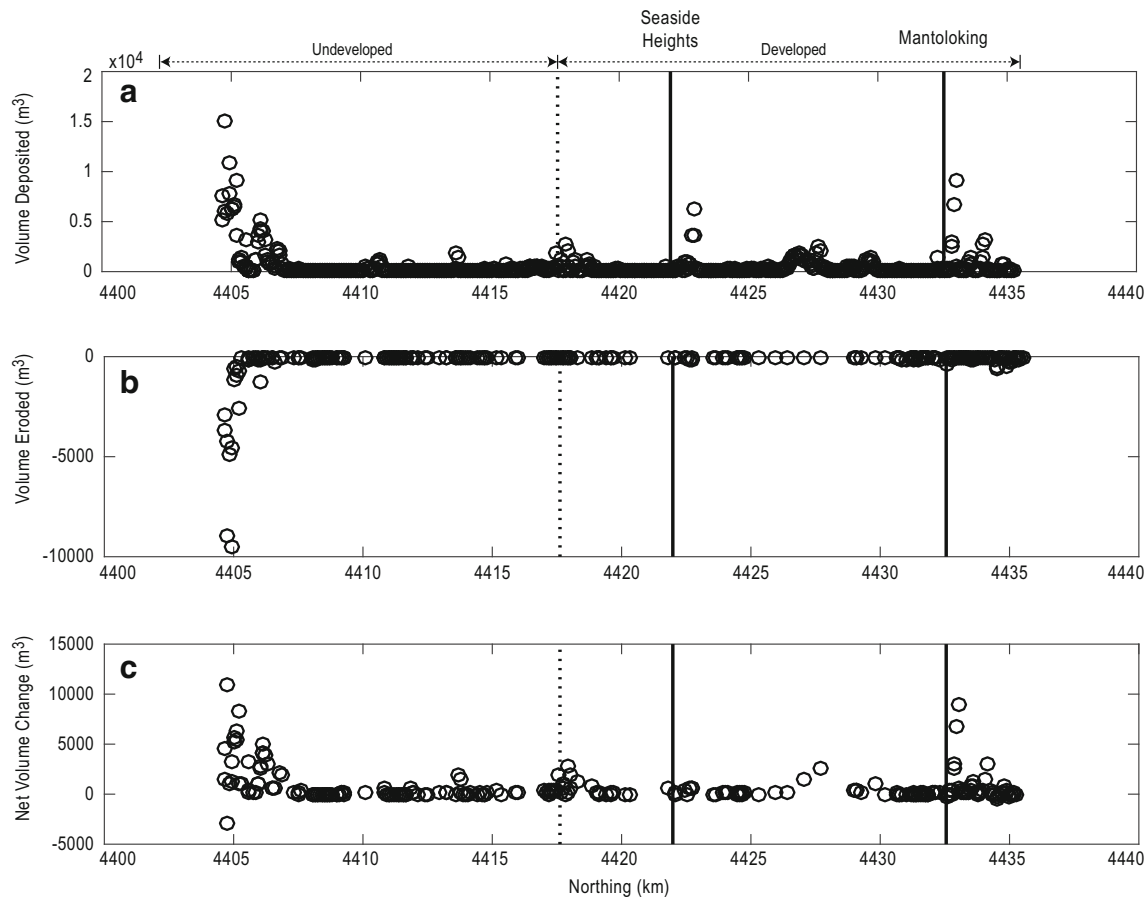 Seaside
Heights
Undeveloped
Developed
Mantoloking
x10⁴
a
Volume Deposited (m³)
2
1.5
1
0.5
0
4400 4405 4410 4415 4420 4425 4430 4435 4440
b
Volume Eroded (m³)
0
-5000
-10000
4400 4405 4410 4415 4420 4425 4430 4435 4440
c
Net Volume Change (m³)
15000
10000
5000
0
-5000
4400 4405 4410 4415 4420 4425 4430 4435 4440
Northing (km)